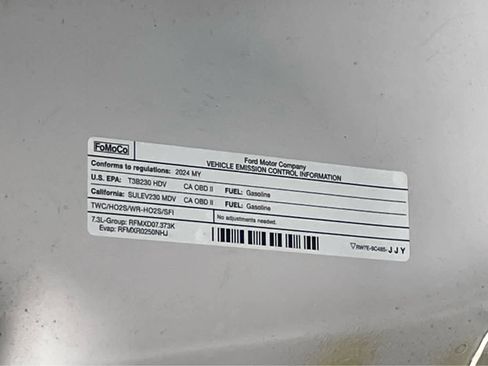 FoMoCo
Ford Motor Company
VEHICLE EMISSION CONTROL INFORMATION
Conforms to regulations: 2024 MY
U.S. EPA: T3B230 HDV CA OBD II FUEL: Gasoline
California: SULEV230 MDV CA OBD II FUEL: Gasoline
TWC/HO2S/WR-HO2S/SFI No adjustments needed.
7.3L-Group: RFMXD07.373K
Evap: RFMXR0250NHJ
JJY